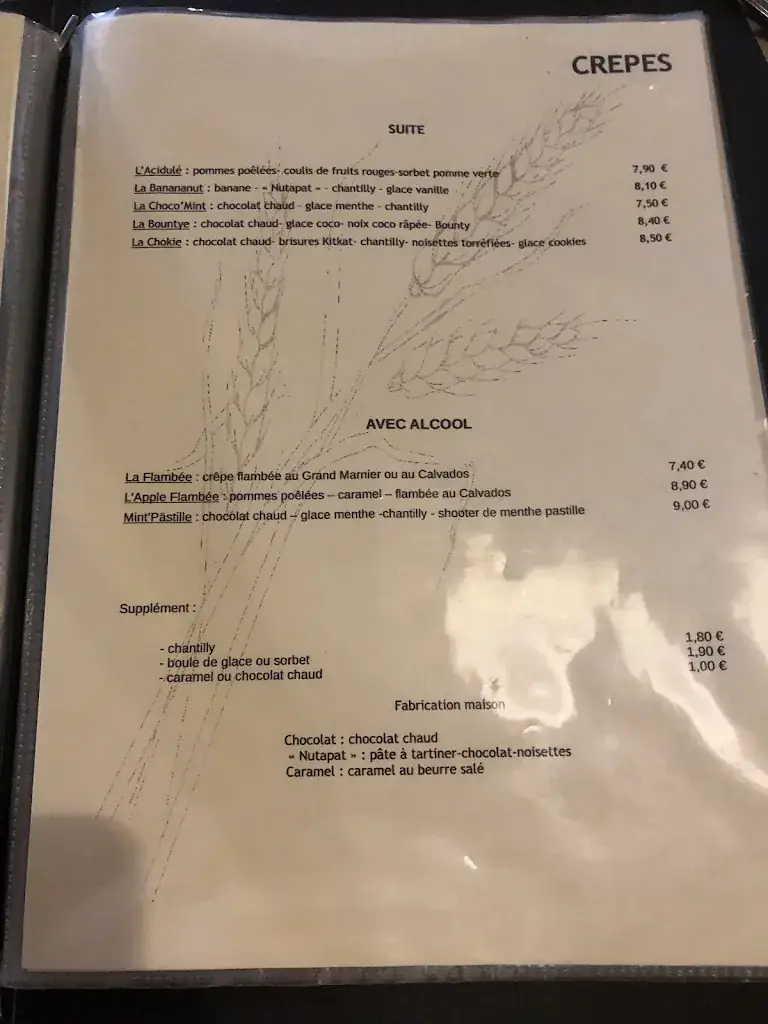 CREPES
SUITE
L'Acidulé : pommes poêlées- coulis de fruits rouges-sorbet pomme verte 7,90 €
La Banananut : banane - « Nutapat » - chantilly - glace vanille 8,10 €
La Choco'Mint : chocolat chaud - glace menthe - chantilly 7,50 €
La Bountye : chocolat chaud- glace coco- noix coco râpée- Bounty 8,40 €
La Chokie : chocolat chaud- brisures Kitkat- chantilly- noisettes torréfiées- glace cookies 8,50 €
AVEC ALCOOL
La Flambée : crêpe flambée au Grand Marnier ou au Calvados 7,40 €
L'Apple Flambée : pommes poêlées – caramel – flambée au Calvados 8,90 €
Mint'Pästille : chocolat chaud – glace menthe -chantilly - shooter de menthe pastille 9,00 €
Supplément :
- chantilly 1,80 €
- boule de glace ou sorbet 1,90 €
- caramel ou chocolat chaud 1,00 €
Fabrication maison
Chocolat : chocolat chaud
« Nutapat » : pâte à tartiner-chocolat-noisettes
Caramel : caramel au beurre salé